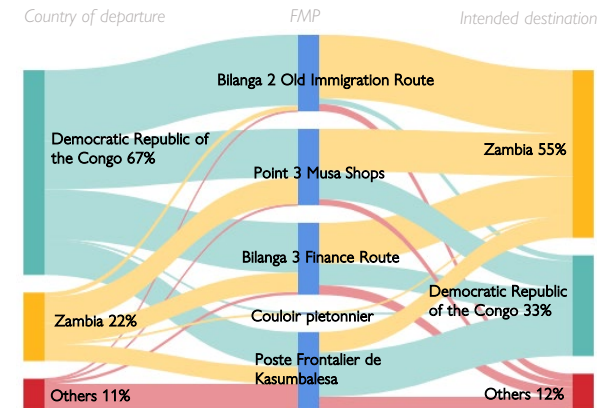 Country of departure
FMP
Intended destination
Bilanga 2 Old Immigration Route
Democratic Republic of
the Congo 67%
Zambia 55%
Point 3 Musa Shops
Bilanga 3 Finance Route
Democratic Republic
of the Congo 33%
Couloir pietonnier
Zambia 22%
Poste Frontalier de
Kasumbalesa
Others 11%
Others 12%